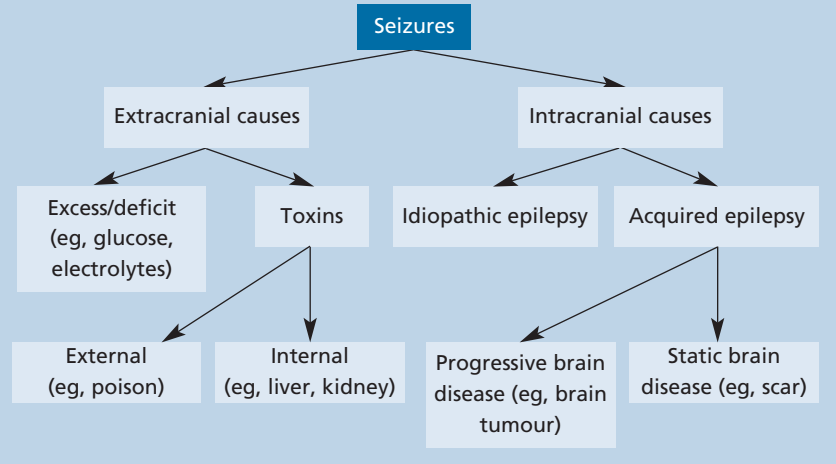 Seizures
Extracranial causes
Intracranial causes
Excess/deficit
(eg, glucose,
electrolytes)
Toxins
Idiopathic epilepsy
Acquired epilepsy
External
(eg, poison)
Internal
(eg, liver, kidney)
Progressive brain
disease (eg, brain
tumour)
Static brain
disease (eg, scar)